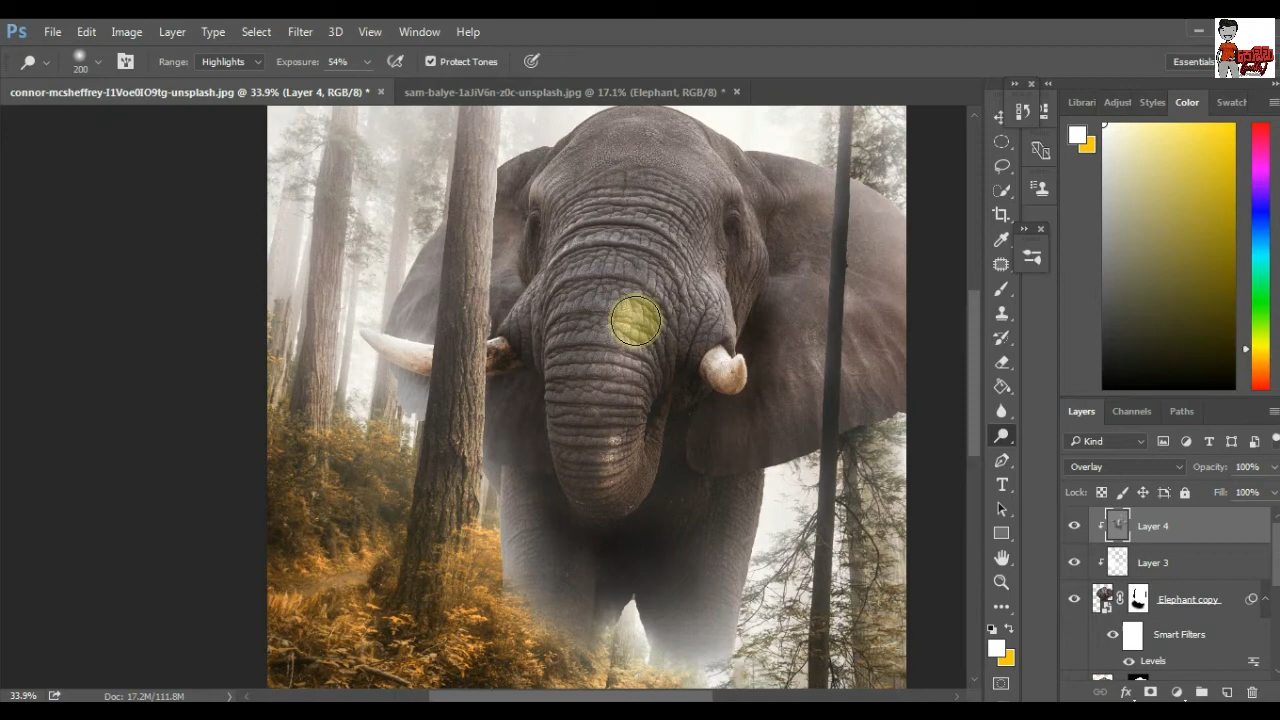 Ps File Edit Image Layer Type Select Filter 3D View Window Help
200 Range: Highlights Exposure: 54% Protect Tones Essentials
connor-mcsheffrey-I1Voe0IO9tg-unsplash.jpg @ 33.9% (Layer 4, RGB/8) * sam-balye-1aJiV6n-z0c-unsplash.jpg @ 17.1% (Elephant, RGB/8) *
Librari Adjust Styles Color Swatch
Layers Channels Paths
Kind
Overlay Opacity: 100%
Lock: Fill: 100%
Layer 4
Layer 3
Elephant copy
Smart Filters
Levels
33.9% Doc: 17.2M/111.8M